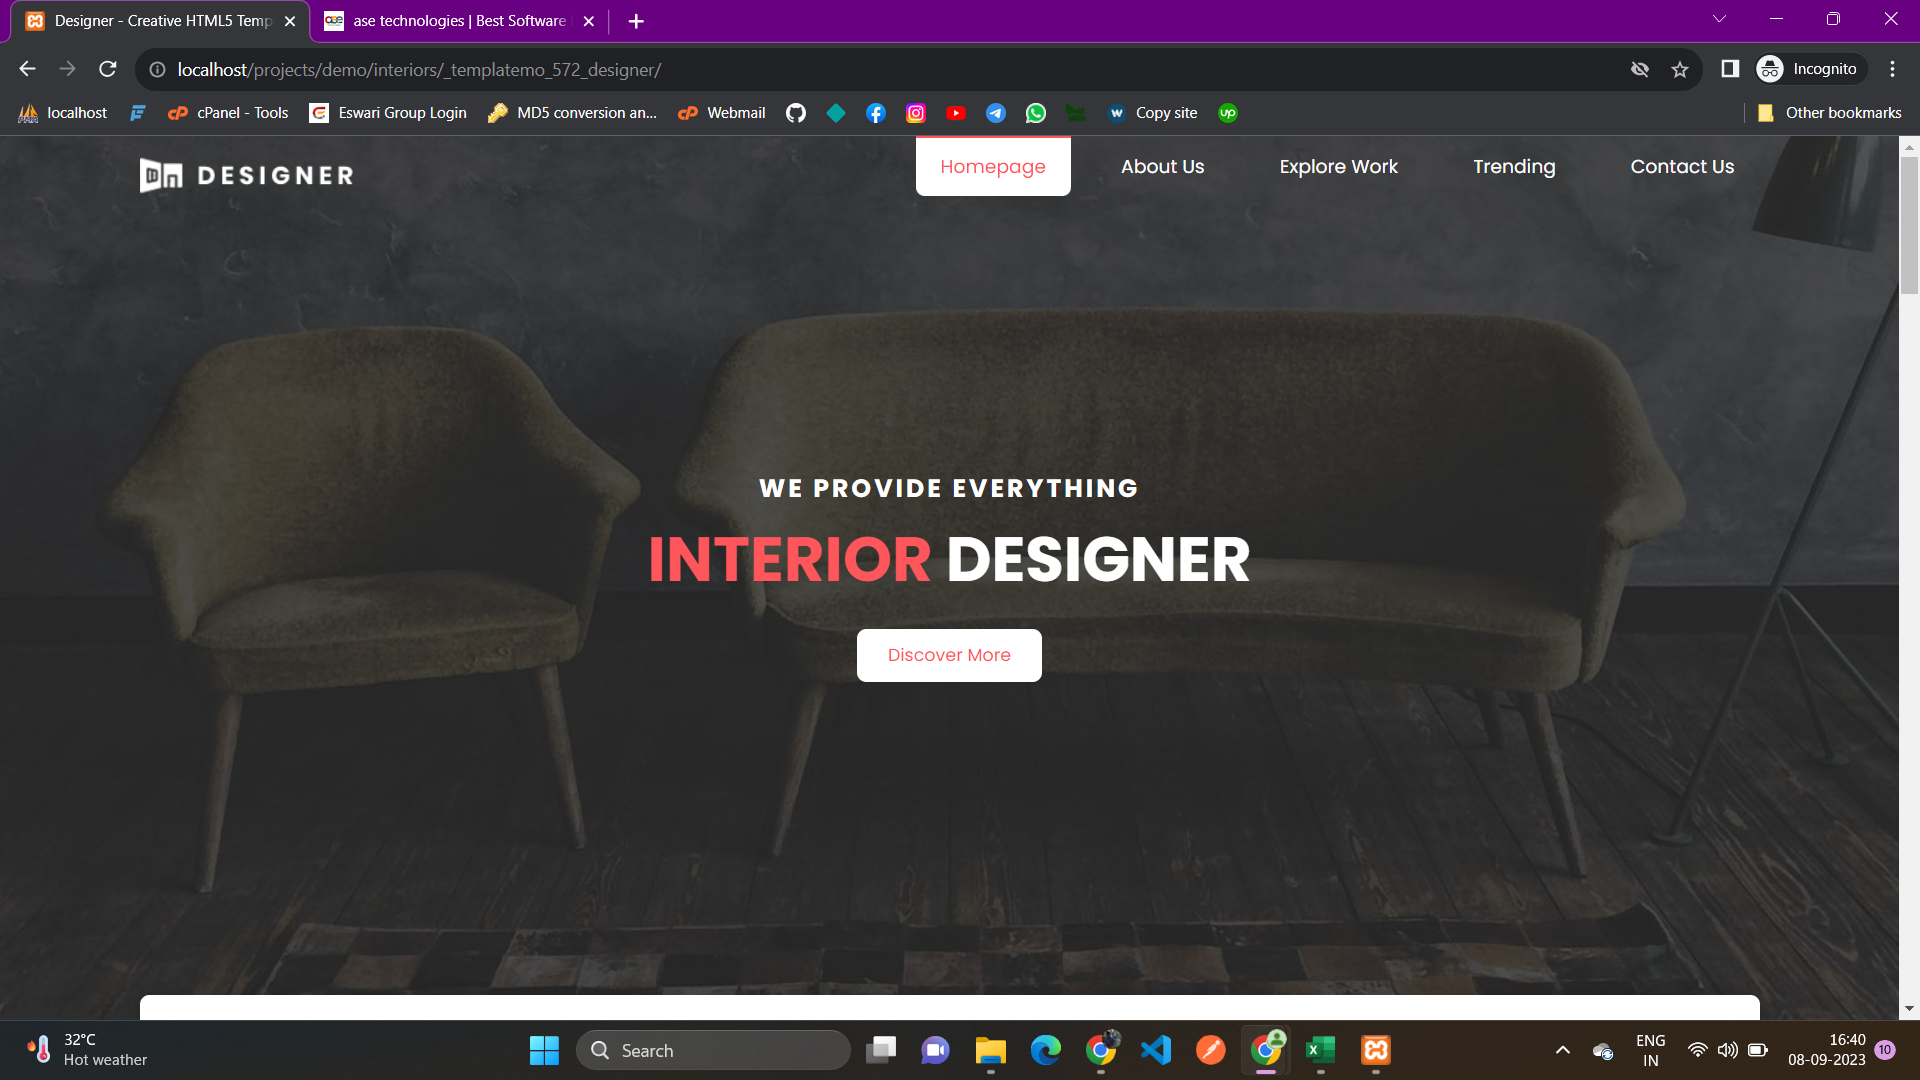 Designer - Creative HTML5 Temp
ase technologies | Best Software
localhost/projects/demo/interiors/_templatemo_572_designer/
Incognito
localhost
cPanel - Tools
Eswari Group Login
MD5 conversion an...
Webmail
Copy site
up
Other bookmarks
DESIGNER
Homepage
About Us
Explore Work
Trending
Contact Us
WE PROVIDE EVERYTHING
INTERIOR DESIGNER
Discover More
32°C
Hot weather
Search
ENG
IN
16:40
08-09-2023
10